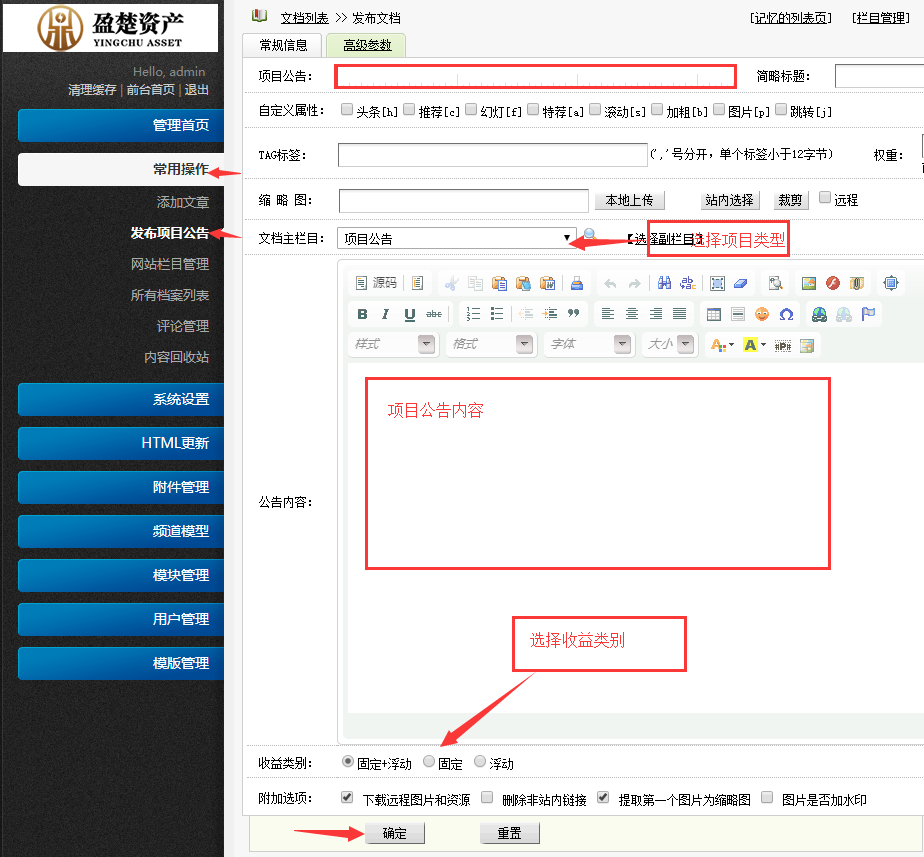 盈楚资产
YINGCHU ASSET
Hello, admin
清理缓存 | 前台首页 | 退出
管理首页
常用操作
添加文章
发布项目公告
网站栏目管理
所有档案列表
评论管理
内容回收站
系统设置
HTML更新
附件管理
频道模型
模块管理
用户管理
模版管理
文档列表 >> 发布文档
[记忆的列表页] [栏目管理]
常规信息 高级参数
项目公告： 简略标题：
自定义属性： 头条[h] 推荐[c] 幻灯[f] 特荐[a] 滚动[s] 加粗[b] 图片[p] 跳转[j]
TAG标签： (','号分开，单个标签小于12字节) 权重：
缩 略 图： 本地上传 站内选择 裁剪 远程
文档主栏目： 项目公告 选择副栏目 选择项目类型
源码
B I U abc
样式 格式 字体 大小
项目公告内容
公告内容：
选择收益类别
收益类别： 固定+浮动 固定 浮动
附加选项： 下载远程图片和资源 删除非站内链接 提取第一个图片为缩略图 图片是否加水印
确定 重置